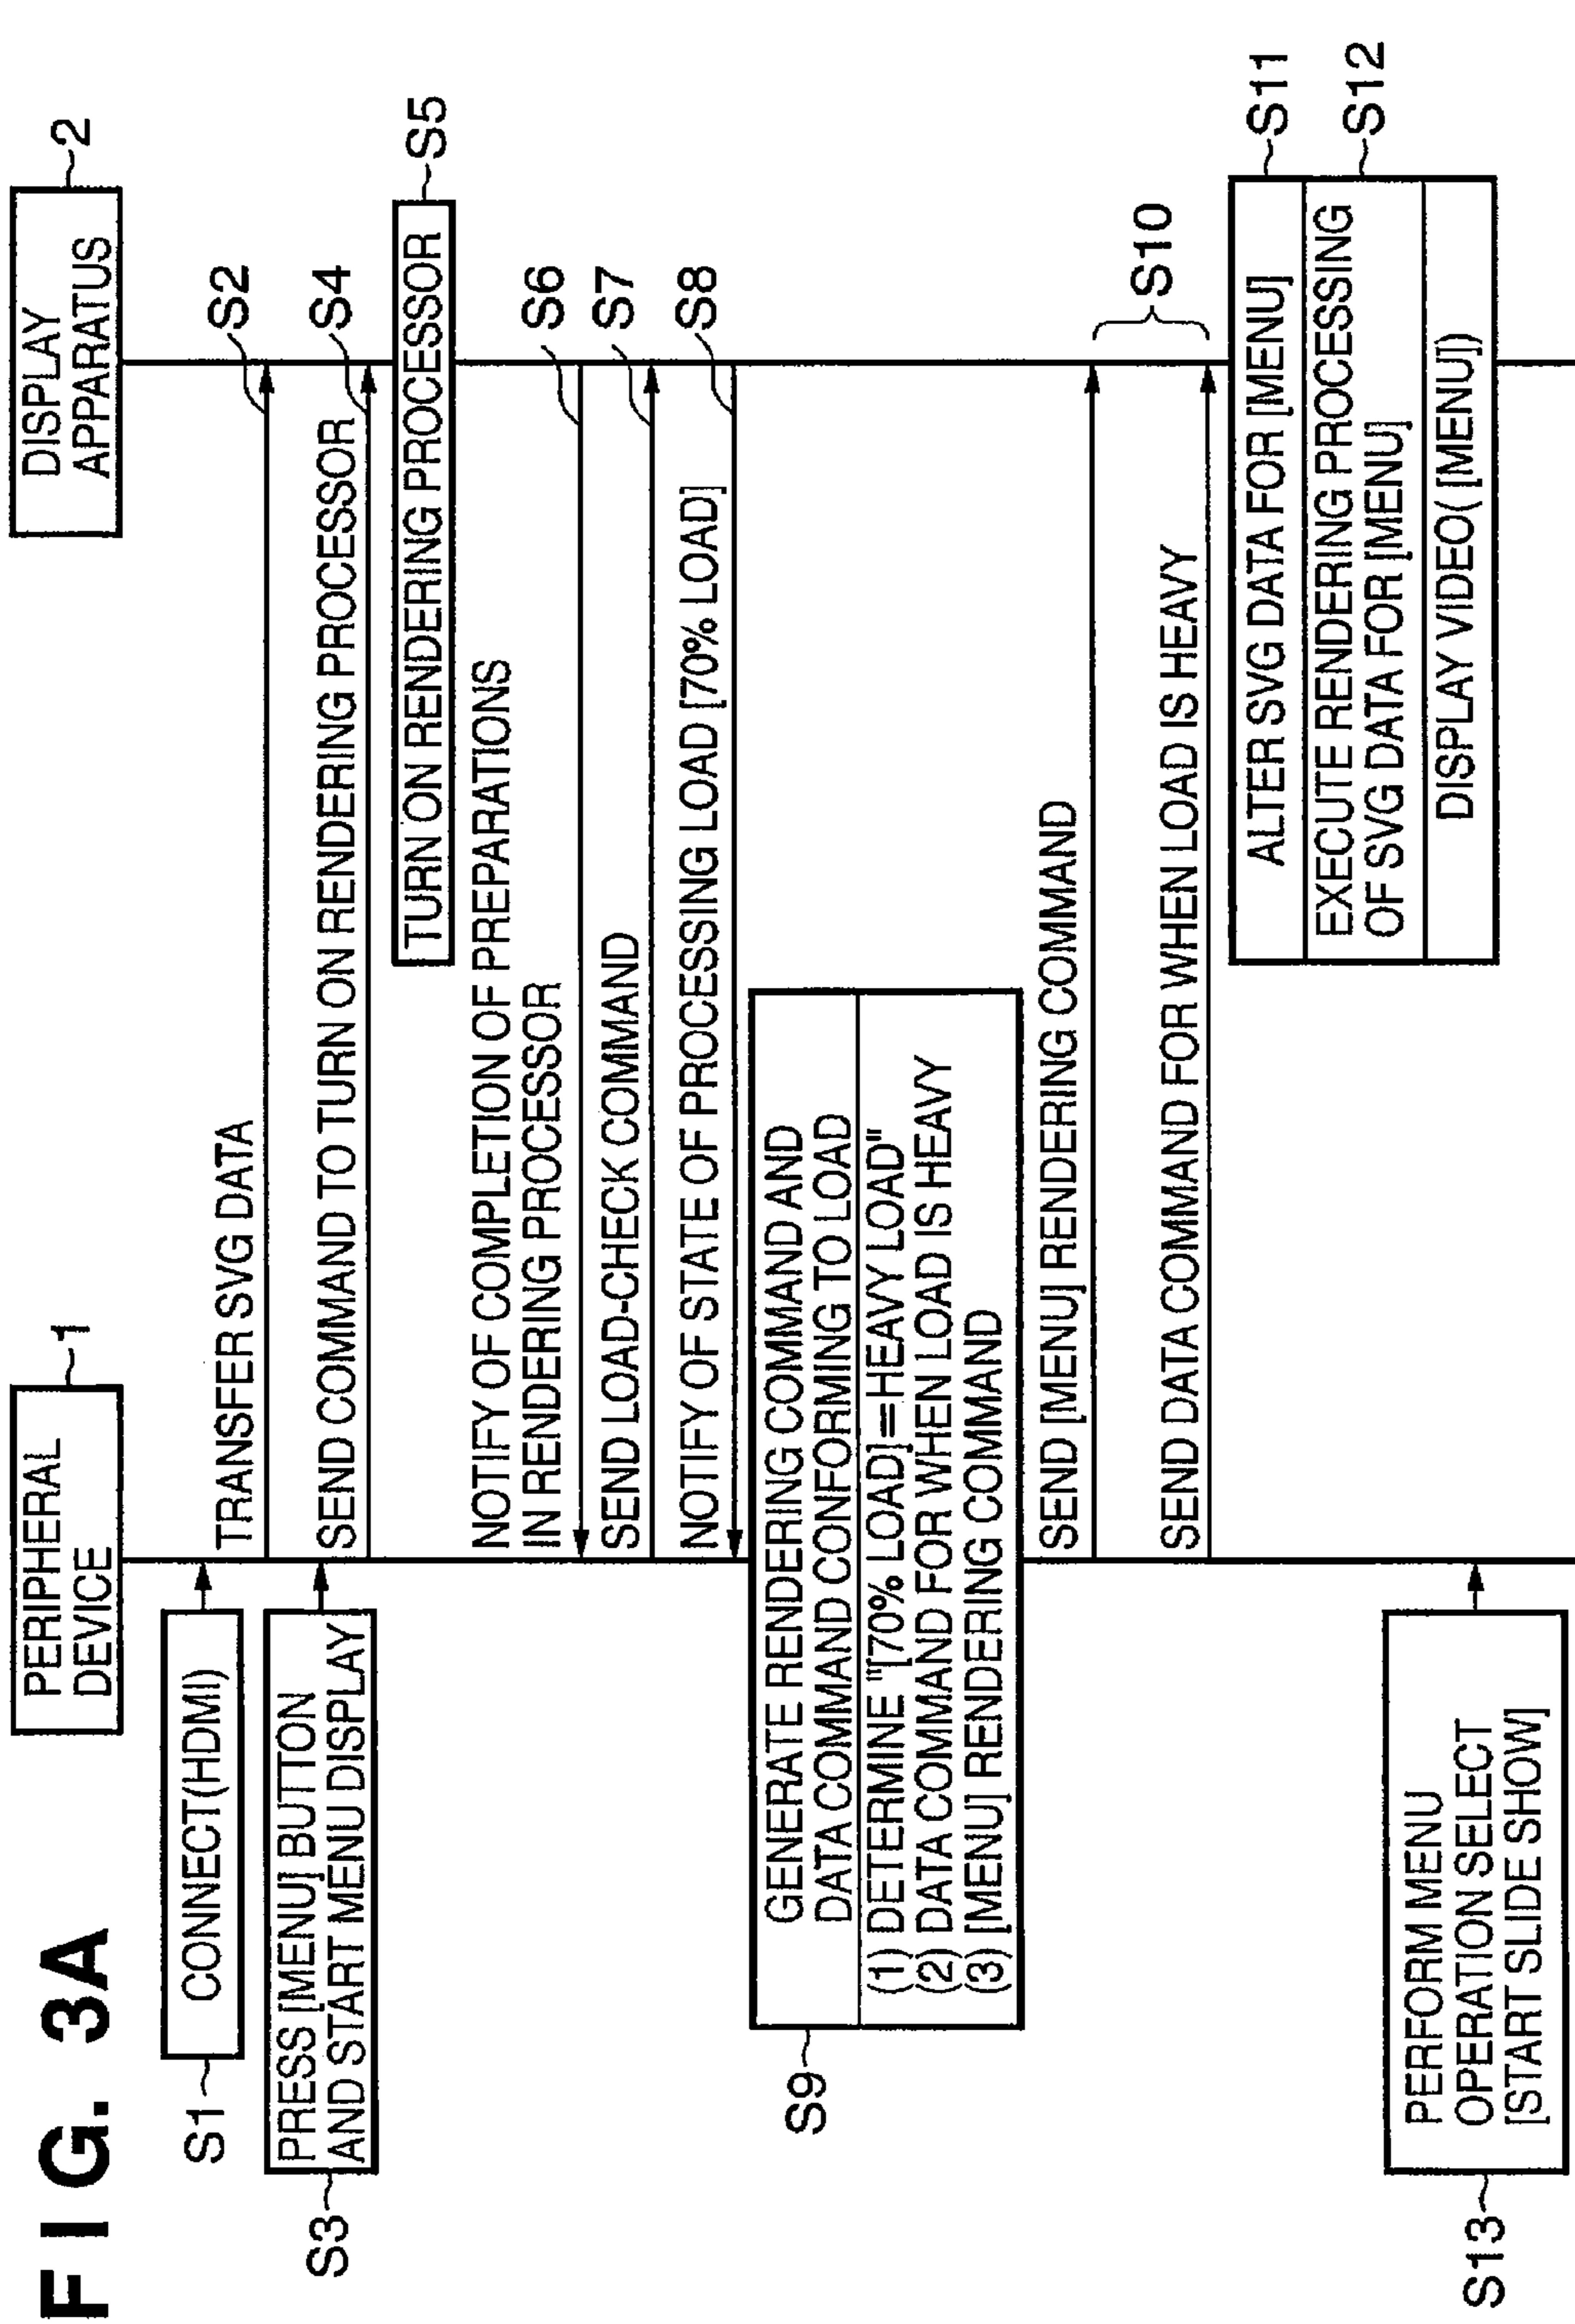 FIG. 3A
PERIPHERAL
DEVICE
1
DISPLAY
APPARATUS
2
S1
CONNECT(HDMI)
TRANSFER SVG DATA
S2
S3
PRESS [MENU] BUTTON
AND START MENU DISPLAY
SEND COMMAND TO TURN ON RENDERING PROCESSOR
S4
TURN ON RENDERING PROCESSOR
S5
NOTIFY OF COMPLETION OF PREPARATIONS
IN RENDERING PROCESSOR
S6
SEND LOAD-CHECK COMMAND
S7
NOTIFY OF STATE OF PROCESSING LOAD [70% LOAD]
S8
S9
GENERATE RENDERING COMMAND AND
DATA COMMAND CONFORMING TO LOAD
(1) DETERMINE "[70% LOAD]==HEAVY LOAD"
(2) DATA COMMAND FOR WHEN LOAD IS HEAVY
(3) [MENU] RENDERING COMMAND
SEND [MENU] RENDERING COMMAND
S10
SEND DATA COMMAND FOR WHEN LOAD IS HEAVY
ALTER SVG DATA FOR [MENU]
S11
EXECUTE RENDERING PROCESSING
OF SVG DATA FOR [MENU]
S12
DISPLAY VIDEO( [MENU])
S13
PERFORM MENU
OPERATION SELECT
[START SLIDE SHOW]